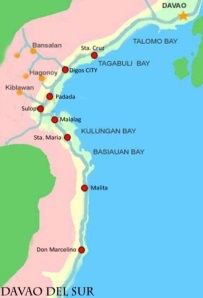 DAVAO
Sta. Cruz
TALOMO BAY
Bansalan
TAGABULI BAY
Digos CITY
Hagonoy
Kiblawan
Padada
Sulop
Malalag
KULUNGAN BAY
Sta. Maria
BASIAUAN BAY
Malita
Don Marcelino
DAVAO DEL SUR